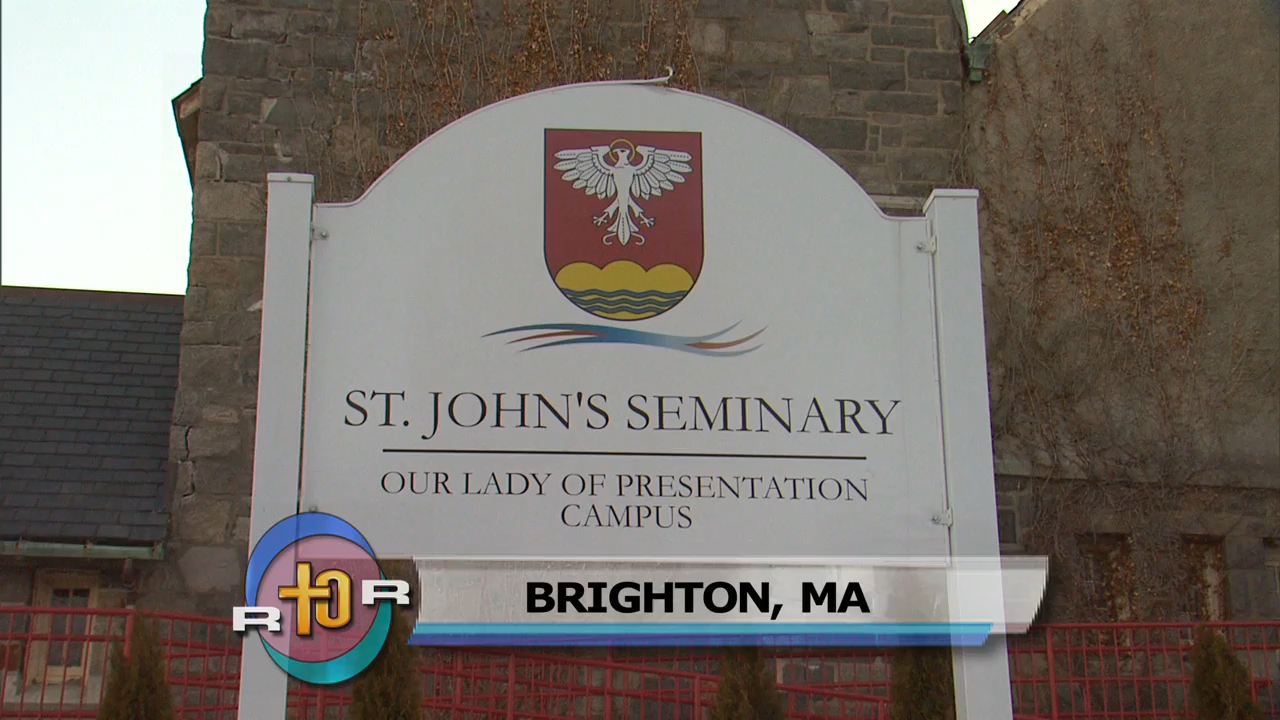 ST. JOHN'S SEMINARY
OUR LADY OF PRESENTATION
CAMPUS
R R
BRIGHTON, MA